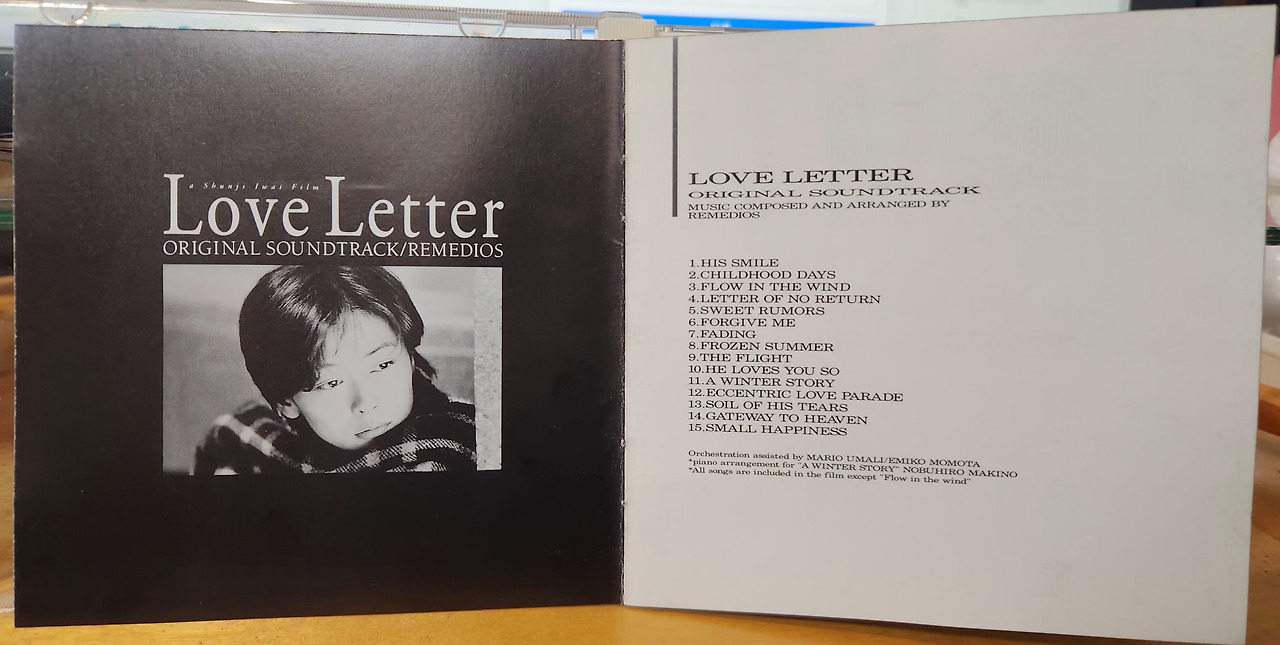 a Shunji Iwai Film
Love Letter
ORIGINAL SOUNDTRACK/REMEDIOS
LOVE LETTER
ORIGINAL SOUNDTRACK
MUSIC COMPOSED AND ARRANGED BY
REMEDIOS
1.HIS SMILE
2.CHILDHOOD DAYS
3.FLOW IN THE WIND
4.LETTER OF NO RETURN
5.SWEET RUMORS
6.FORGIVE ME
7.FADING
8.FROZEN SUMMER
9.THE FLIGHT
10.HE LOVES YOU SO
11.A WINTER STORY
12.ECCENTRIC LOVE PARADE
13.SOIL OF HIS TEARS
14.GATEWAY TO HEAVEN
15.SMALL HAPPINESS
Orchestration assisted by MARIO UMALI/EMIKO MOMOTA
*piano arrangement for "A WINTER STORY" NOBUHIRO MAKINO
*All songs are included in the film except "Flow in the wind"